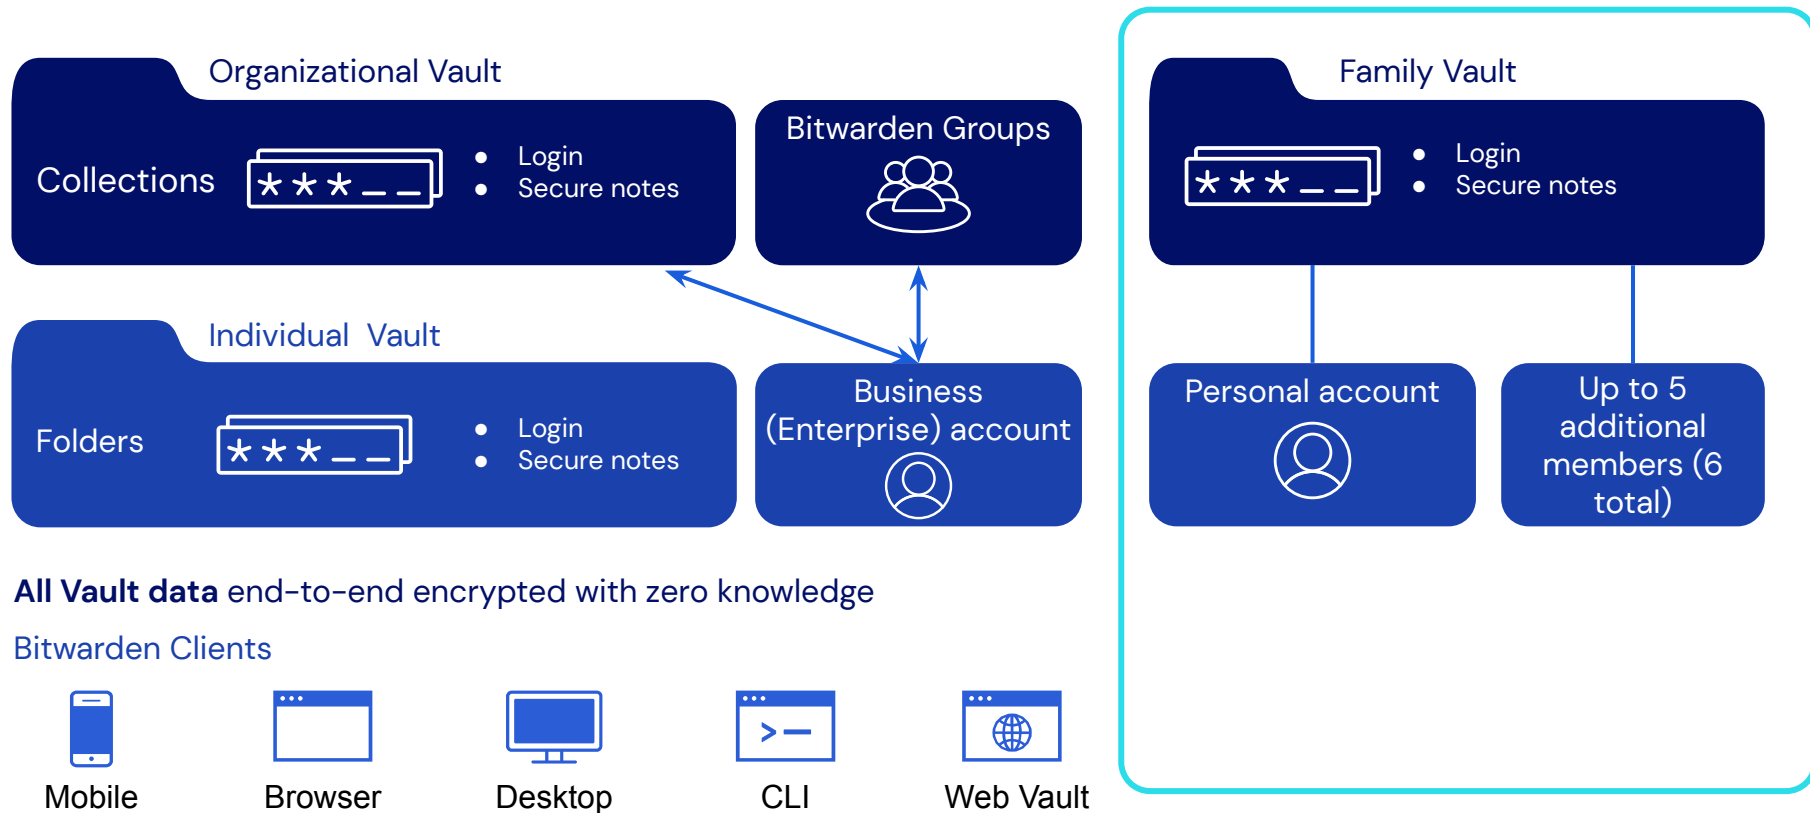 Organizational Vault
Collections
* * * _ _
● Login
● Secure notes
Bitwarden Groups
Individual Vault
Folders
* * * _ _
● Login
● Secure notes
Business
(Enterprise) account
All Vault data end-to-end encrypted with zero knowledge
Bitwarden Clients
>—
Mobile
Browser
Desktop
CLI
Web Vault
Family Vault
* * * _ _
● Login
● Secure notes
Personal account
Up to 5
additional
members (6
total)